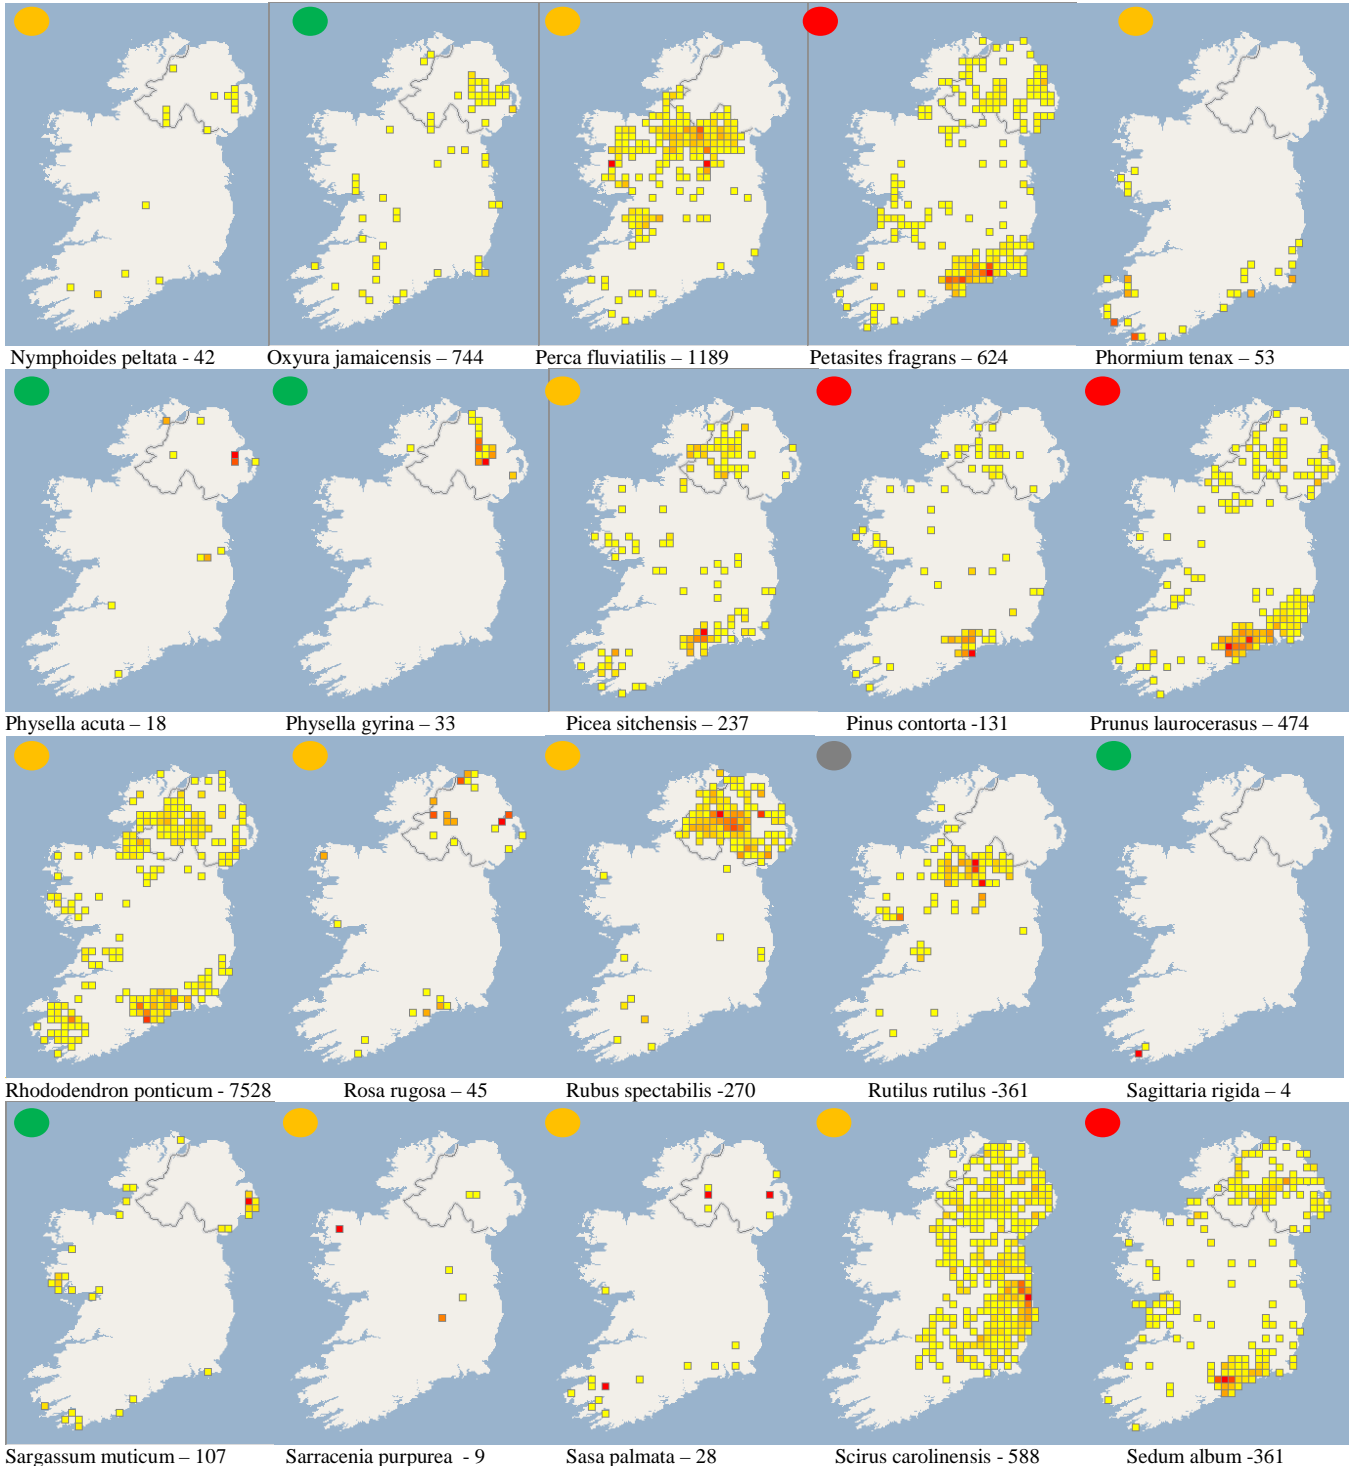 Nymphoides peltata - 42 Oxyura jamaicensis – 744 Perca fluviatilis – 1189 Petasites fragrans – 624 Phormium tenax – 53
Physella acuta – 18 Physella gyrina – 33 Picea sitchensis – 237 Pinus contorta -131 Prunus laurocerasus – 474
Rhododendron ponticum - 7528 Rosa rugosa – 45 Rubus spectabilis -270 Rutilus rutilus -361 Sagittaria rigida – 4
Sargassum muticum – 107 Sarracenia purpurea - 9 Sasa palmata – 28 Scirus carolinensis - 588 Sedum album -361